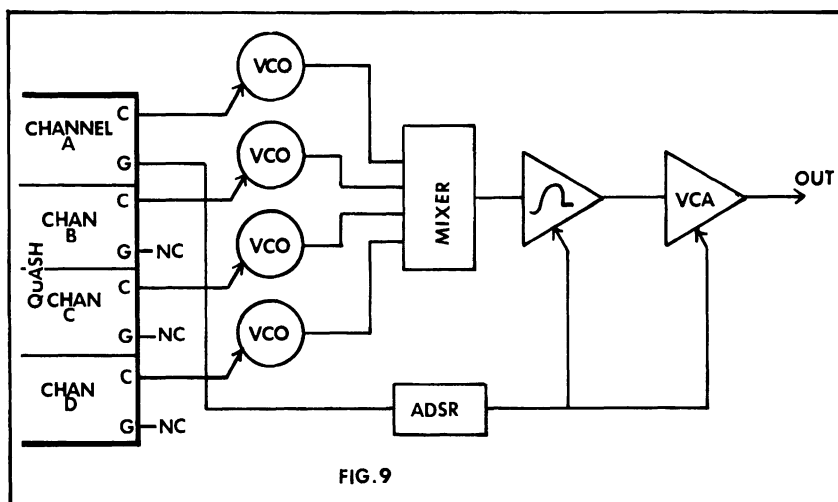 VCO
C
CHANNEL
A
G
VCO
C
CHAN
B
G NC
QUASH
VCO
C
CHAN
C
G NC
VCO
C
CHAN
D
G NC
MIXER
VCA
OUT
ADSR
FIG.9